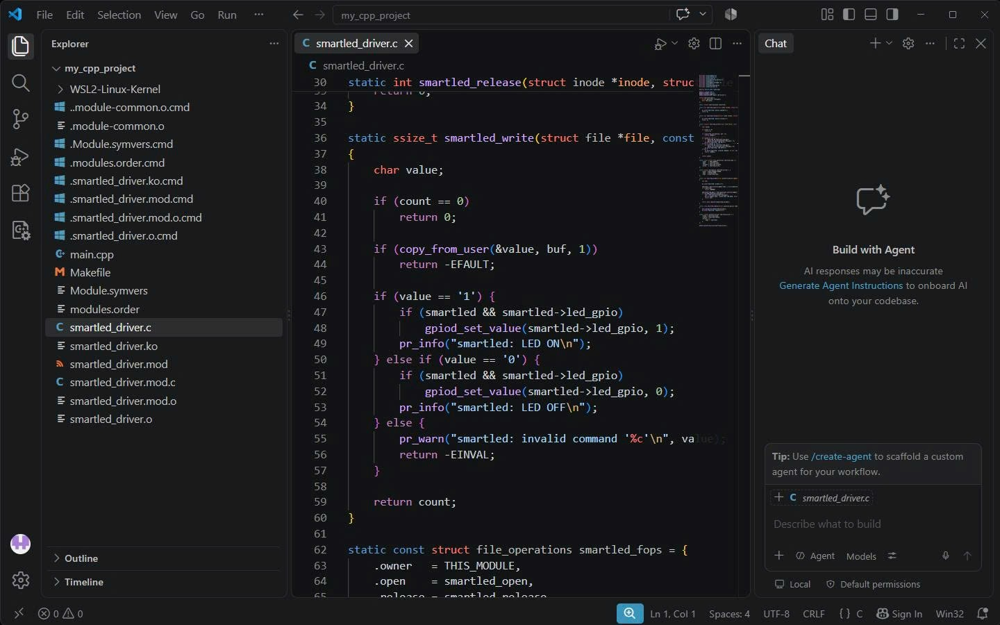 File Edit Selection View Go Run ··· my_cpp_project
Explorer ···
my_cpp_project
WSL2-Linux-Kernel
..module-common.o.cmd
.module-common.o
.Module.symvers.cmd
.modules.order.cmd
.smartled_driver.ko.cmd
.smartled_driver.mod.cmd
.smartled_driver.mod.o.cmd
.smartled_driver.o.cmd
main.cpp
Makefile
Module.symvers
modules.order
smartled_driver.c
smartled_driver.ko
smartled_driver.mod
smartled_driver.mod.c
smartled_driver.mod.o
smartled_driver.o
Outline
Timeline
C smartled_driver.c
C smartled_driver.c
30 static int smartled_release(struct inode *inode, struc
33 return 0;
34 }
35
36 static ssize_t smartled_write(struct file *file, const
37 {
38 char value;
39
40 if (count == 0)
41 return 0;
42
43 if (copy_from_user(&value, buf, 1))
44 return -EFAULT;
45
46 if (value == '1') {
47 if (smartled && smartled->led_gpio)
48 gpiod_set_value(smartled->led_gpio, 1);
49 pr_info("smartled: LED ON\n");
50 } else if (value == '0') {
51 if (smartled && smartled->led_gpio)
52 gpiod_set_value(smartled->led_gpio, 0);
53 pr_info("smartled: LED OFF\n");
54 } else {
55 pr_warn("smartled: invalid command '%c'\n", value);
56 return -EINVAL;
57 }
58
59 return count;
60 }
61
62 static const struct file_operations smartled_fops = {
63 .owner = THIS_MODULE,
64 .open = smartled_open,
65 .release = smartled_release
Chat
Build with Agent
AI responses may be inaccurate
Generate Agent Instructions to onboard AI
onto your codebase.
Tip: Use /create-agent to scaffold a custom
agent for your workflow.
C smartled_driver.c
Describe what to build
Agent Models
Local Default permissions
0 0 Ln 1, Col 1 Spaces: 4 UTF-8 CRLF {} C Sign In Win32